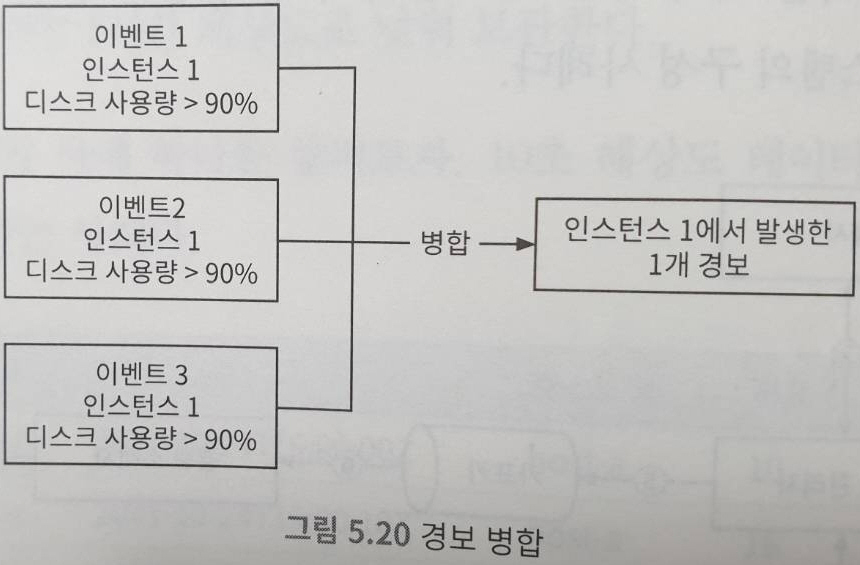 이벤트 1
인스턴스 1
디스크 사용량 > 90%
이벤트2
인스턴스 1
디스크 사용량 > 90%
이벤트 3
인스턴스 1
디스크 사용량 > 90%
병합
인스턴스 1에서 발생한
1개 경보
그림 5.20 경보 병합